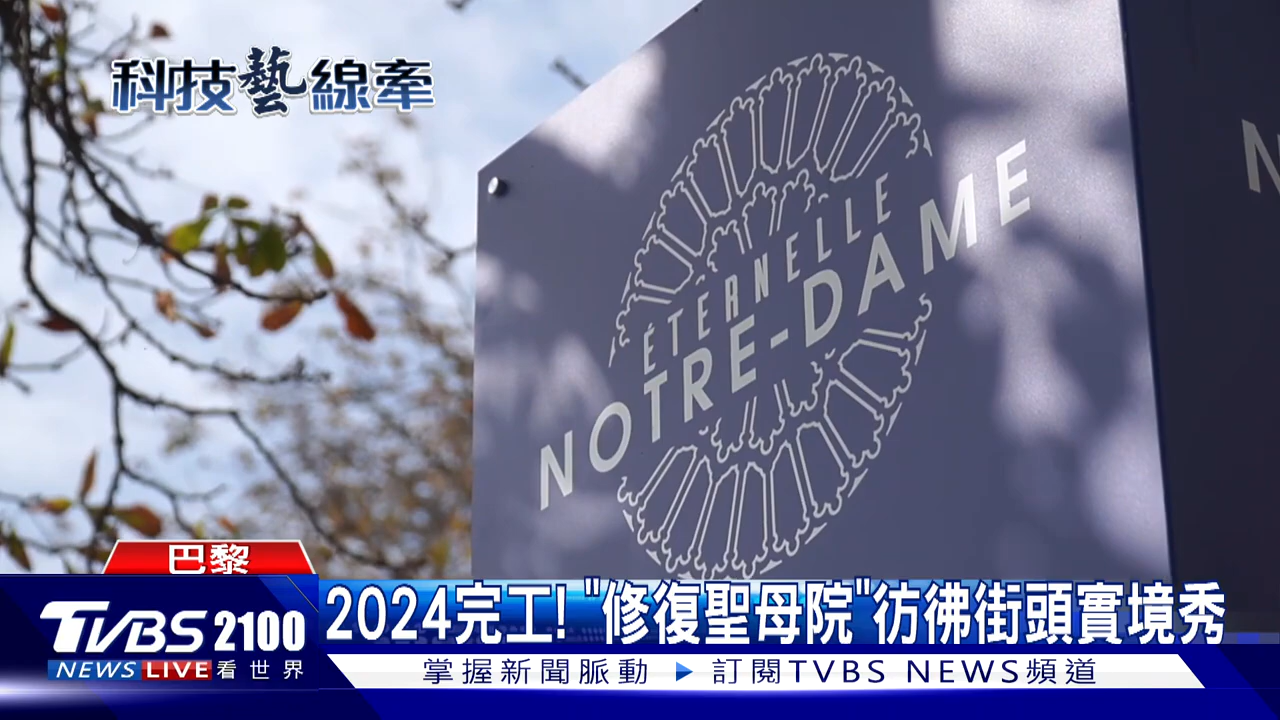 科技藝線牽
ÉTERNELLE
NOTRE-DAME
N
巴黎
2024完工!"修復聖母院"彷彿街頭實境秀
TVBS 2100
NEWS LIVE 看世界
掌握新聞脈動 ▶ 訂閱TVBS NEWS頻道